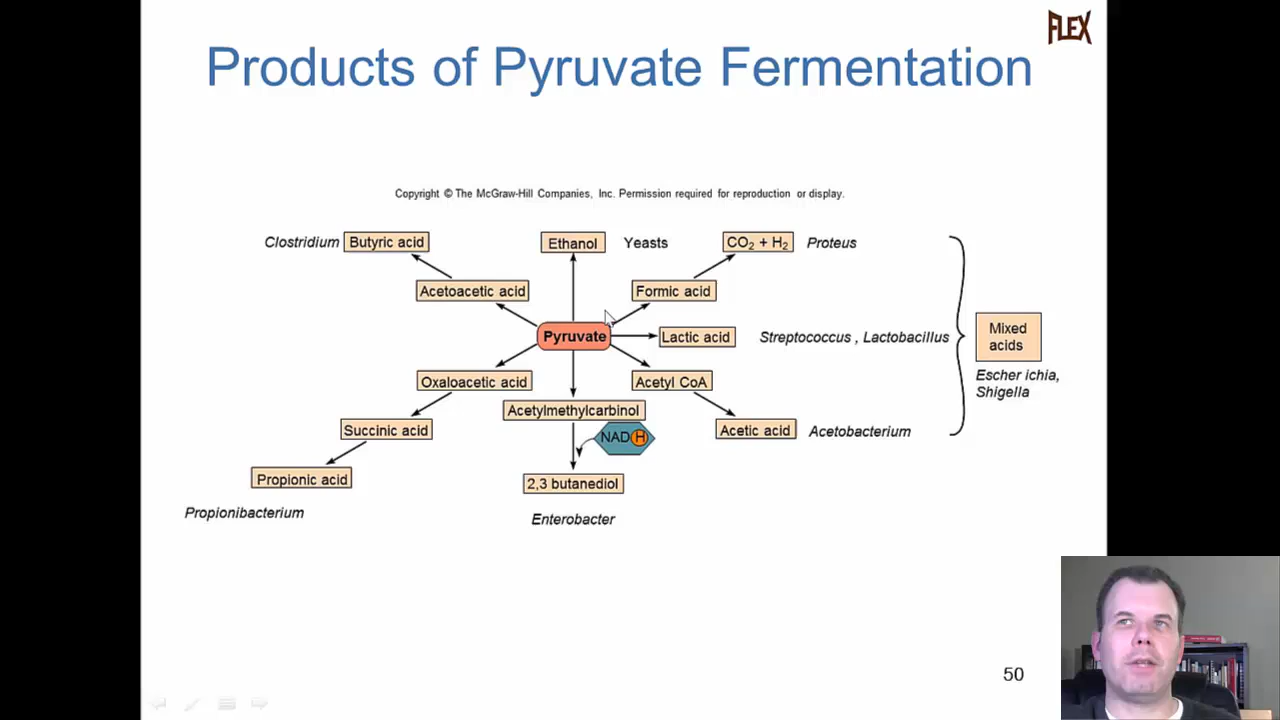 FLEX
Products of Pyruvate Fermentation
Copyright © The McGraw-Hill Companies, Inc. Permission required for reproduction or display.
Clostridium Butyric acid Ethanol Yeasts CO₂ + H₂ Proteus
Acetoacetic acid Formic acid
Pyruvate Lactic acid Streptococcus , Lactobacillus
Mixed
acids
Escher ichia,
Shigella
Oxaloacetic acid Acetyl CoA
Acetylmethylcarbinol
Succinic acid NAD H Acetic acid Acetobacterium
Propionic acid 2,3 butanediol
Propionibacterium Enterobacter
50